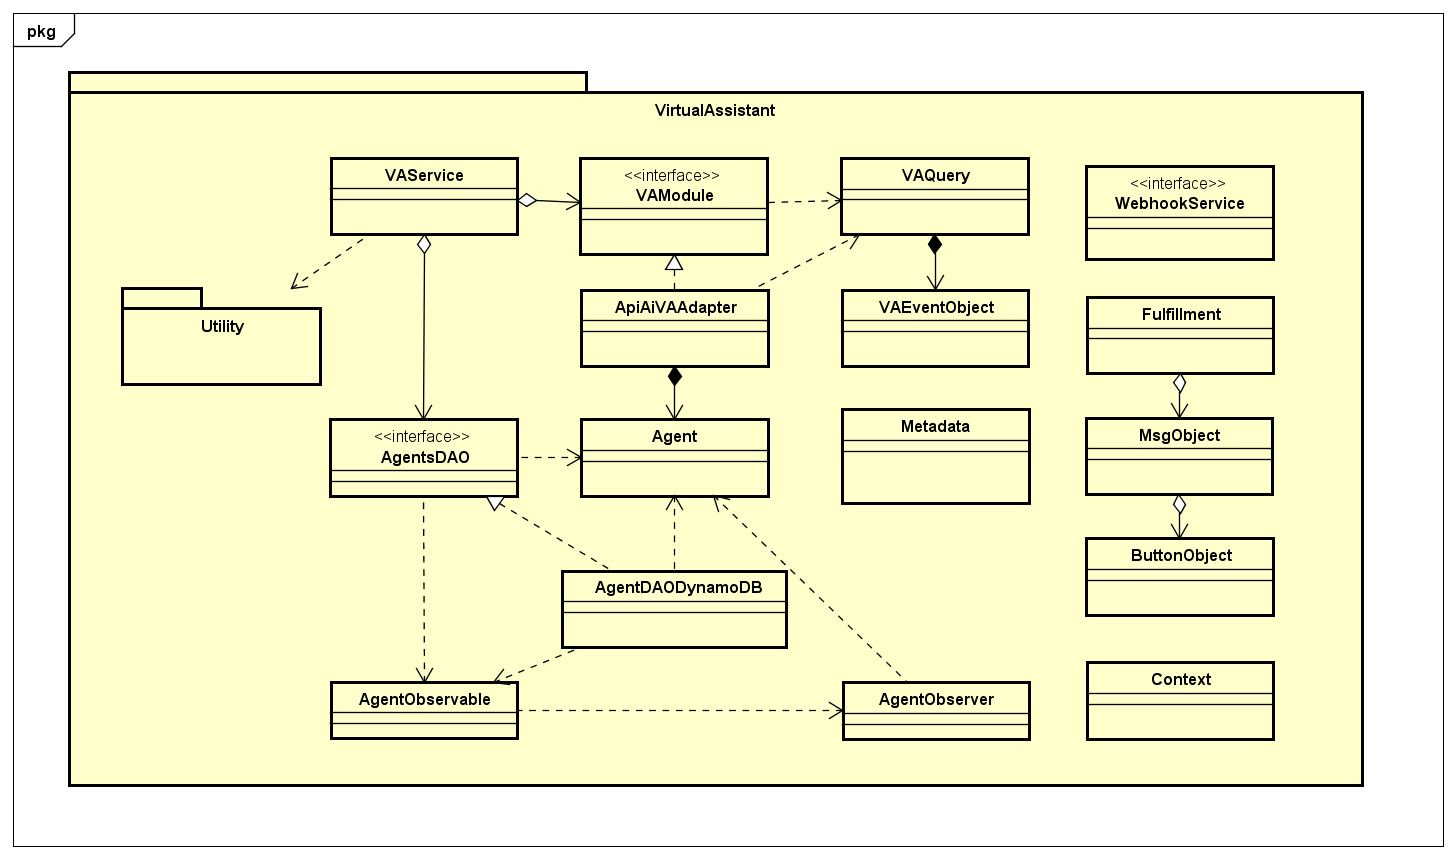 pkg
VirtualAssistant
VAService
<<interface>>
VAModule
VAQuery
<<interface>>
WebhookService
Utility
ApiAiVAAdapter
VAEventObject
Fulfillment
<<interface>>
AgentsDAO
Agent
Metadata
MsgObject
ButtonObject
AgentDAODynamoDB
AgentObservable
AgentObserver
Context